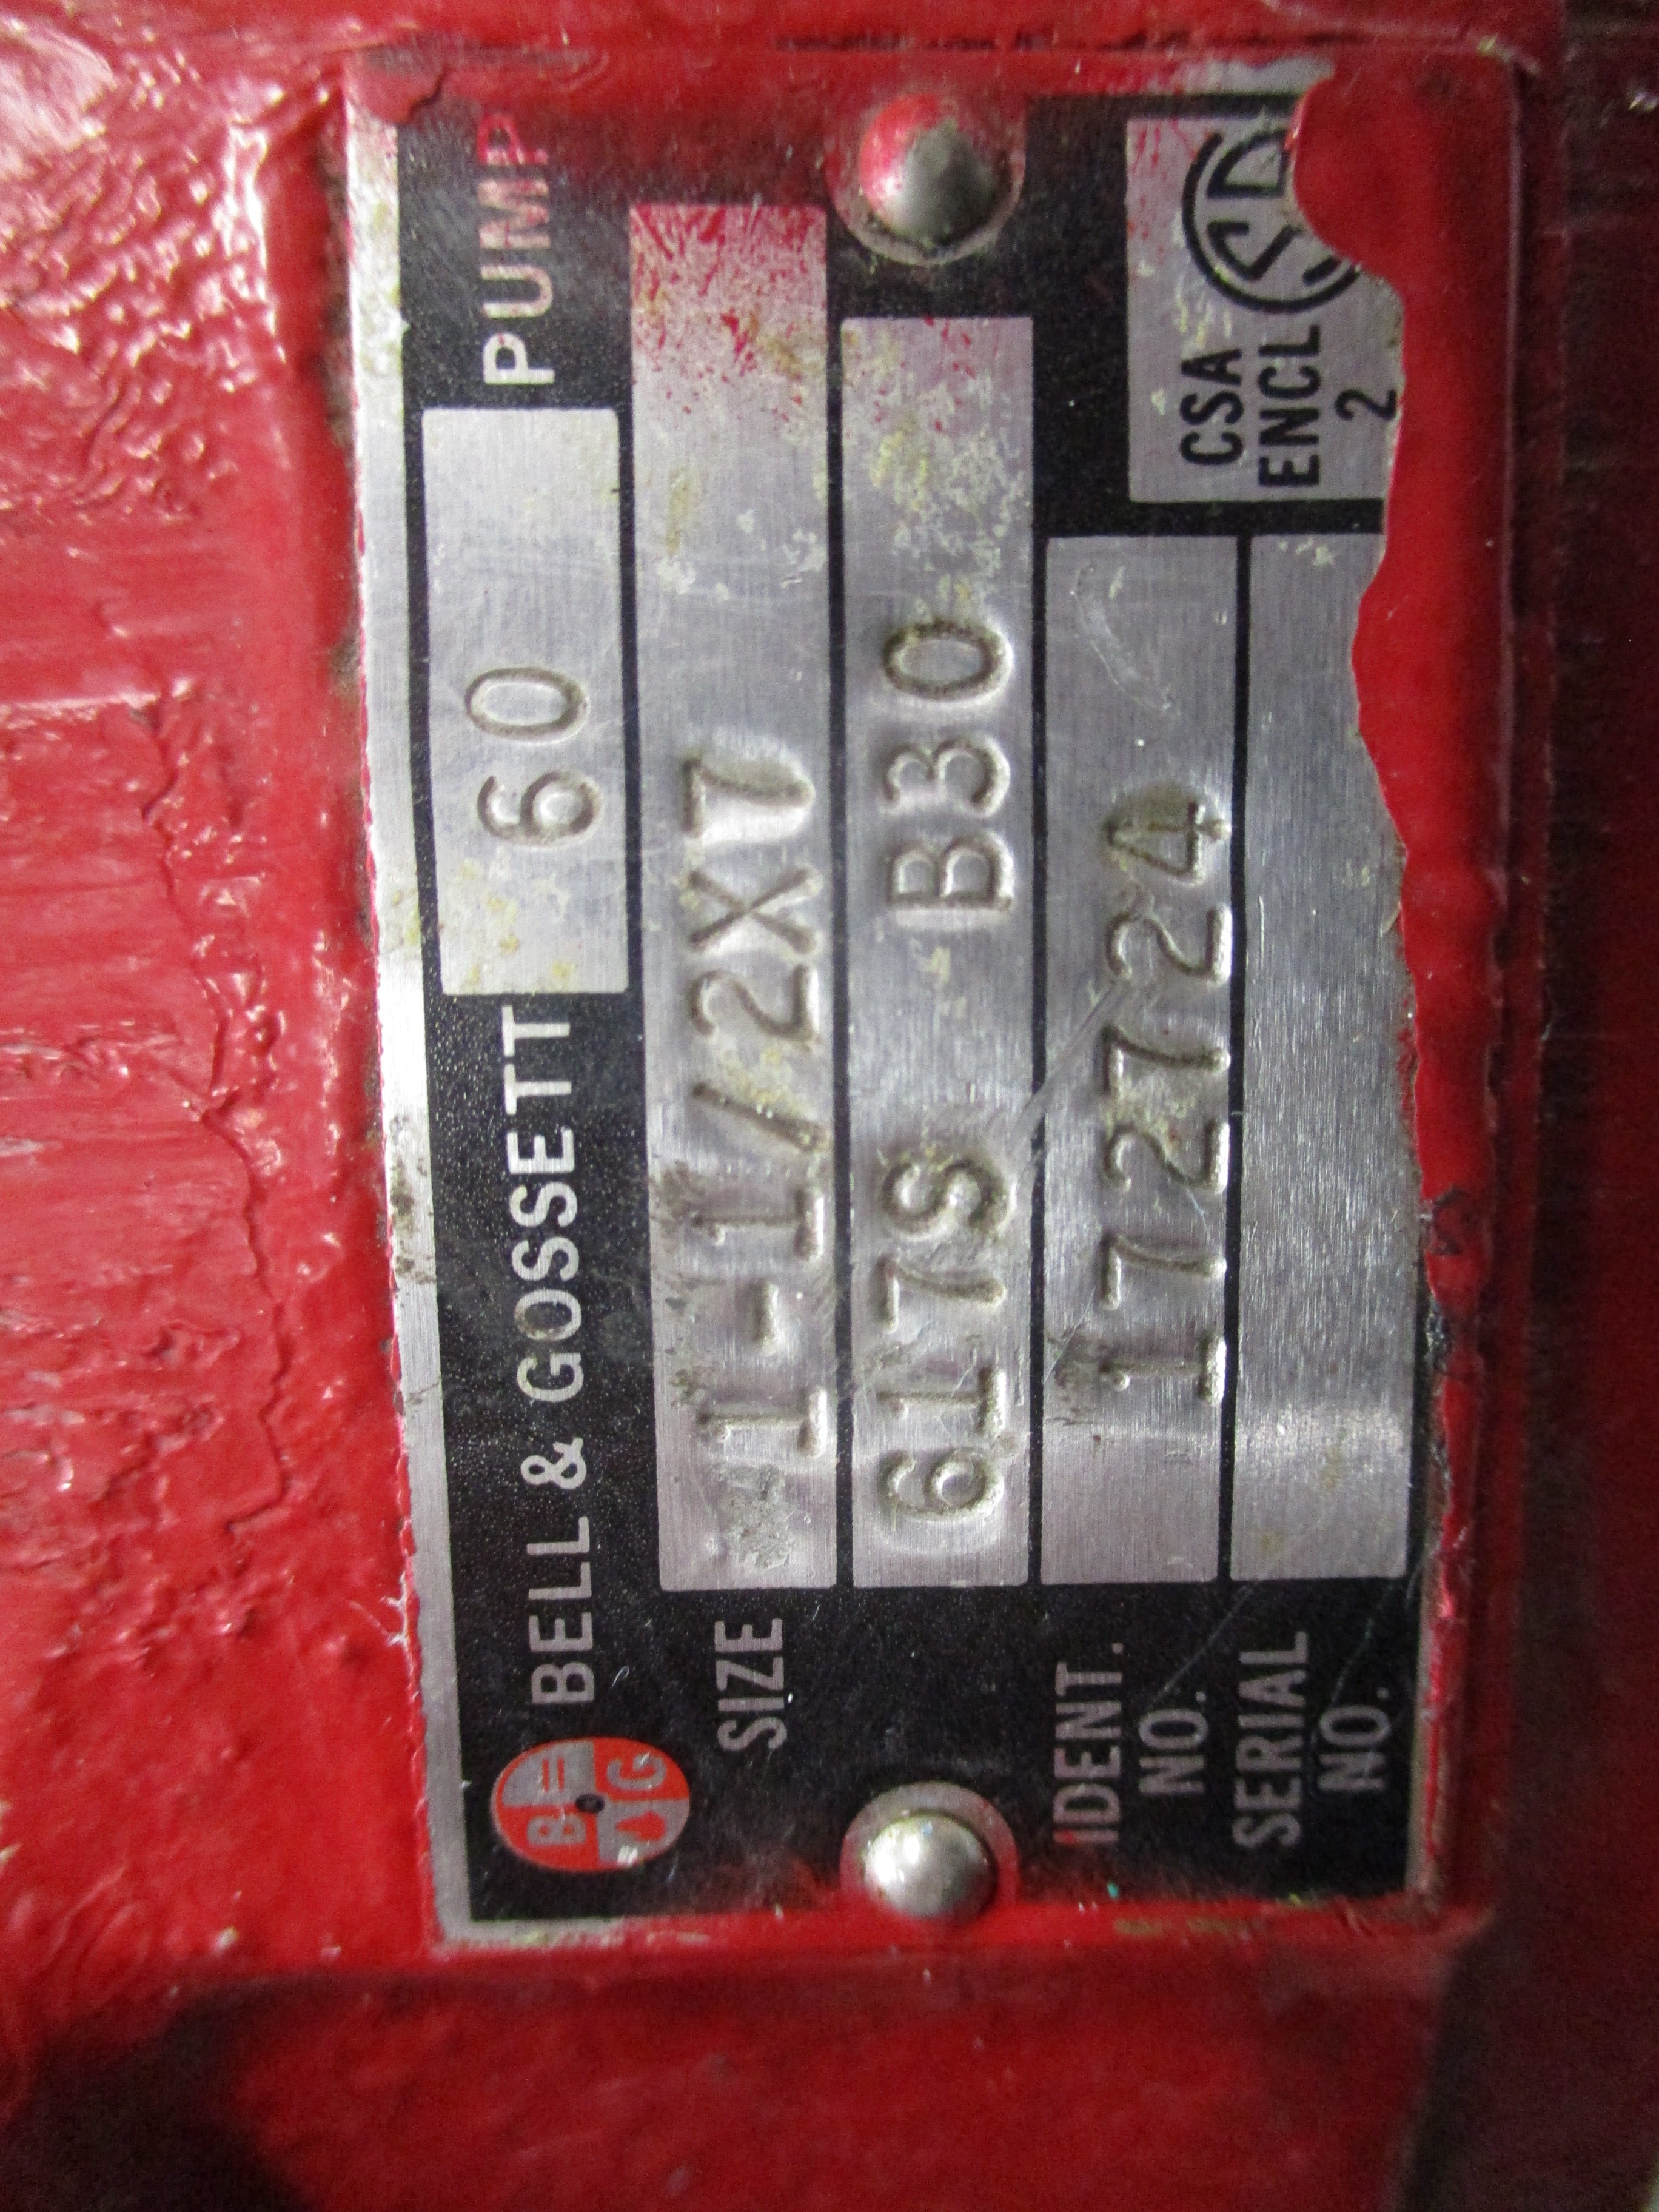 B G
BELL & GOSSETT 60 PUMP
SIZE 1-1/2X7
617S B30
IDENT. NO. 172724
SERIAL NO.
CSA
ENCL
2